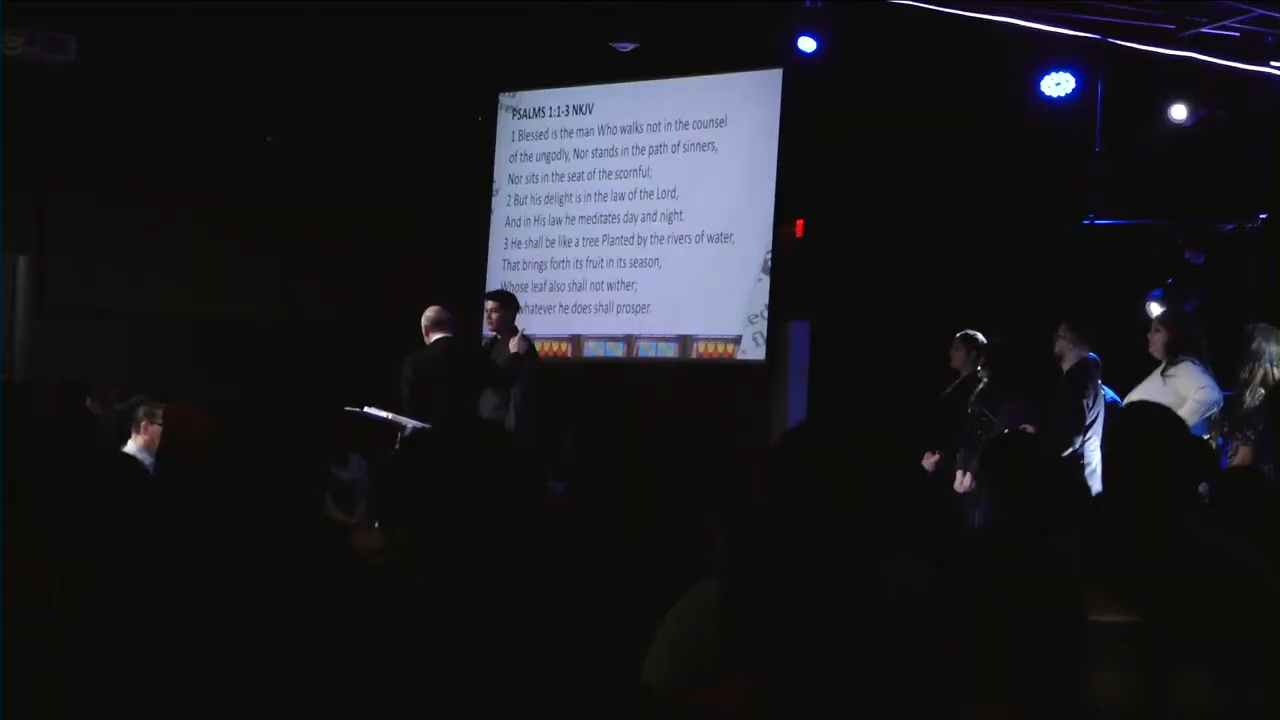 PSALMS 1:1-3 NKJV
1 Blessed is the man Who walks not in the counsel
of the ungodly, Nor stands in the path of sinners,
Nor sits in the seat of the scornful;
2 But his delight is in the law of the Lord,
And in His law he meditates day and night.
3 He shall be like a tree Planted by the rivers of water,
That brings forth its fruit in its season,
Whose leaf also shall not wither;
whatever he does shall prosper.